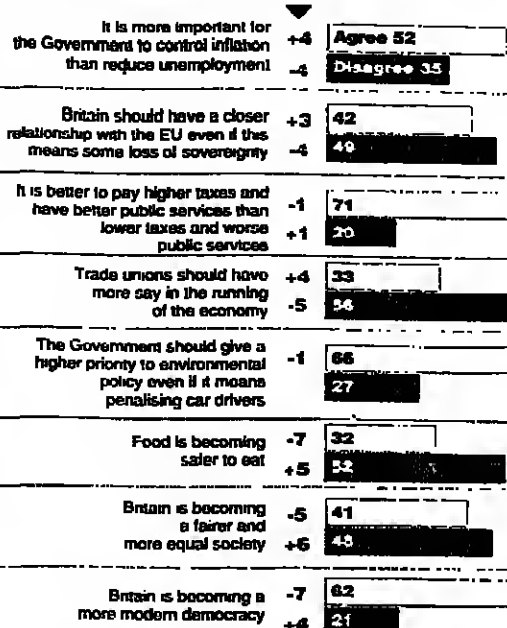 It is more important for
the Government to control inflation
than reduce unemployment
+4 Agree 52
-4 Disagree 35
Britain should have a closer
relationship with the EU even if this
means some loss of sovereignty
+3 42
-4 49
It is better to pay higher taxes and
have better public services than
lower taxes and worse
public services
-1 71
+1 20
Trade unions should have
more say in the running
of the economy
+4 33
-5
The Government should give a
higher priority to environmental
policy even if it means
penalising car drivers
-1 66
27
Food is becoming
safer to eat
-7 32
+5 52
Britain is becoming
a fairer and
more equal society
-5 41
+6
Britain is becoming a
more modern democracy
-7 62
+4 21